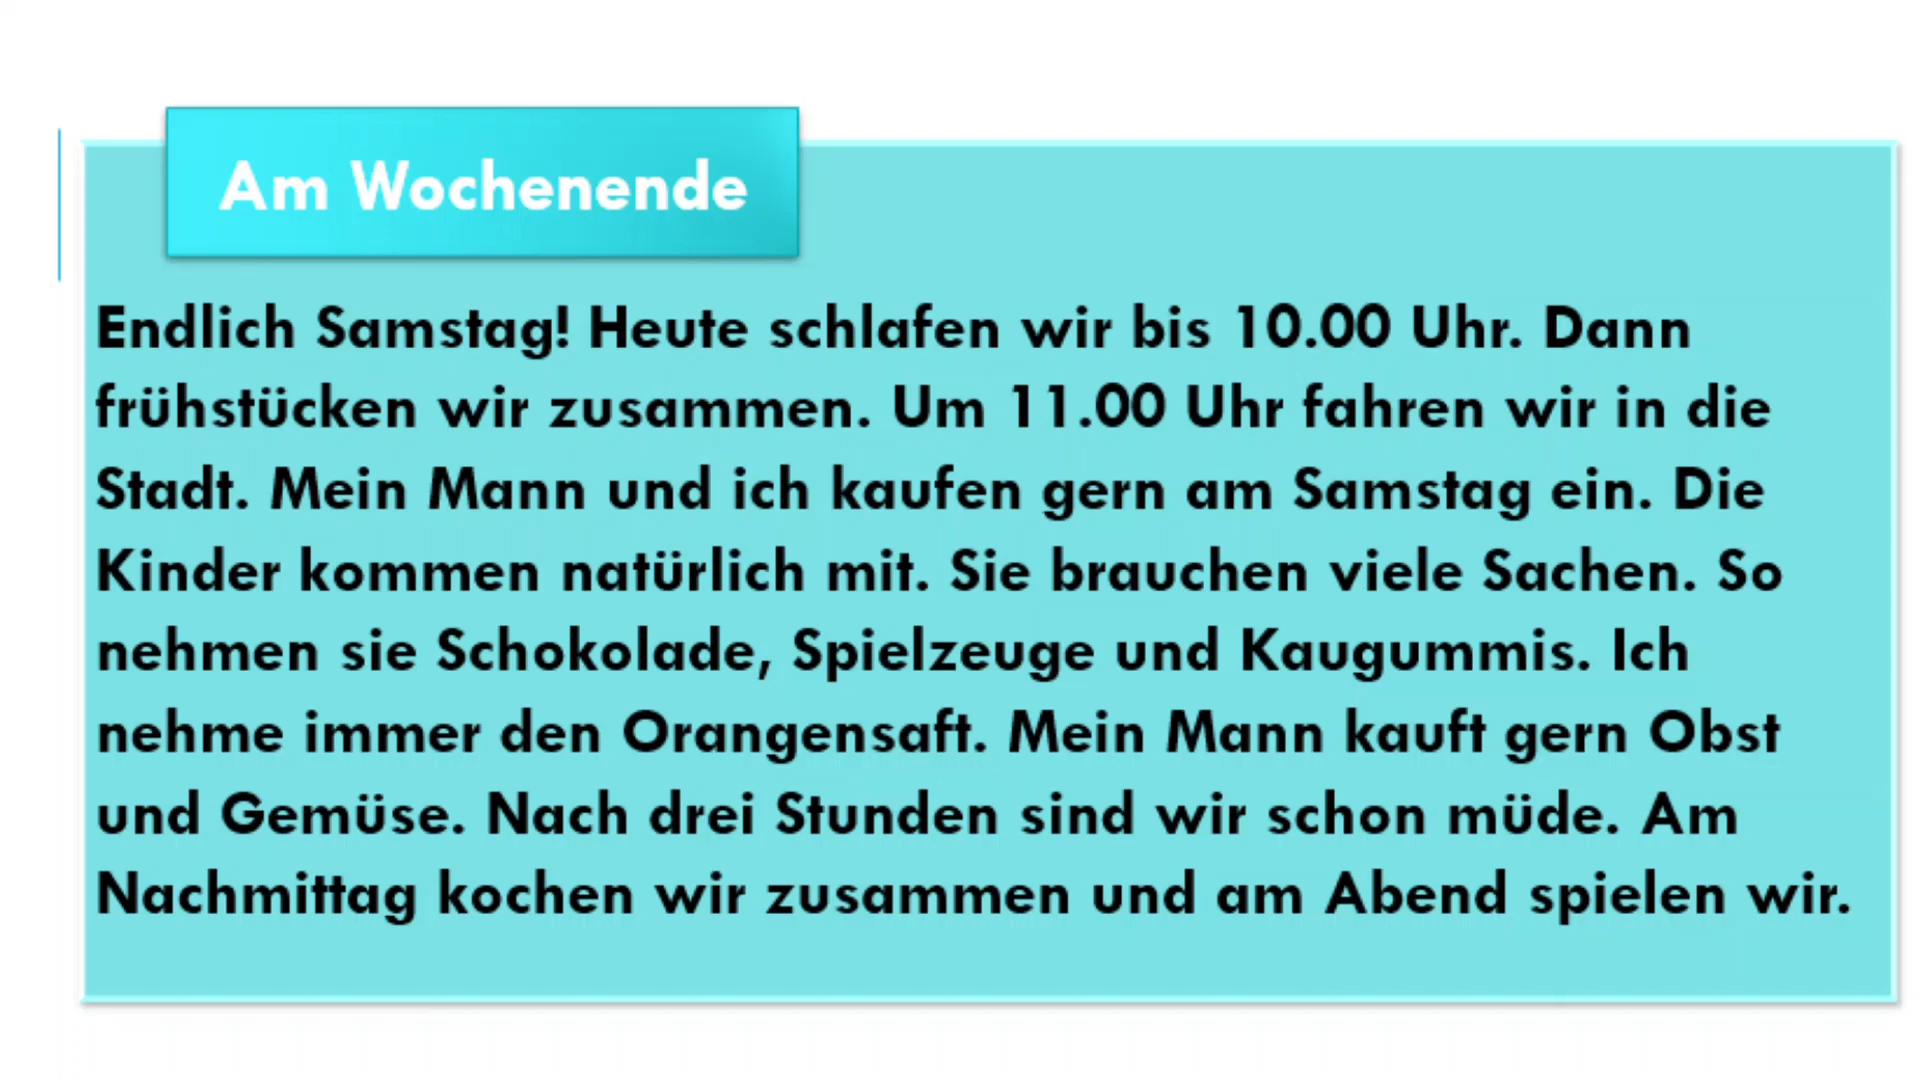 Am Wochenende
Endlich Samstag! Heute schlafen wir bis 10.00 Uhr. Dann
frühstücken wir zusammen. Um 11.00 Uhr fahren wir in die
Stadt. Mein Mann und ich kaufen gern am Samstag ein. Die
Kinder kommen natürlich mit. Sie brauchen viele Sachen. So
nehmen sie Schokolade, Spielzeuge und Kaugummis. Ich
nehme immer den Orangensaft. Mein Mann kauft gern Obst
und Gemüse. Nach drei Stunden sind wir schon müde. Am
Nachmittag kochen wir zusammen und am Abend spielen wir.